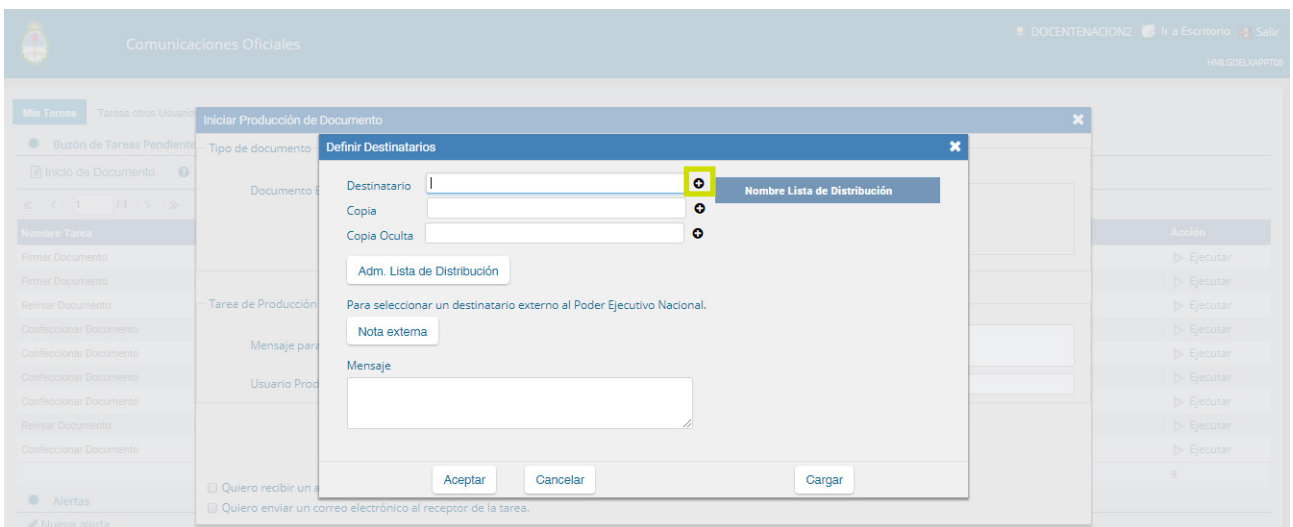 DOCENTENACION2 Ir a Escritorio Salir
Comunicaciones Oficiales
HMLGDELXAPPT08
Mis Tareas Tareas otros Usuario
Iniciar Producción de Documento
Buzón de Tareas Pendiente
Tipo de documento
Definir Destinatarios
Inicio de Documento
Documento E
Destinatario
Nombre Lista de Distribución
Copia
1 / 1
Copia Oculta
Nombre Tarea
Acción
Firmar Documento
Ejecutar
Adm. Lista de Distribución
Firmar Documento
Ejecutar
Revisar Documento
Tarea de Producción
Para seleccionar un destinatario externo al Poder Ejecutivo Nacional.
Ejecutar
Confeccionar Documento
Nota externa
Ejecutar
Mensaje para
Confeccionar Documento
Ejecutar
Mensaje
Confeccionar Documento
Usuario Prod
Ejecutar
Confeccionar Documento
Ejecutar
Revisar Documento
Ejecutar
Confeccionar Documento
Ejecutar
Aceptar Cancelar Cargar
9
Quiero recibir un a
Alertas
Quiero enviar un correo electrónico al receptor de la tarea.
Nueva alerta